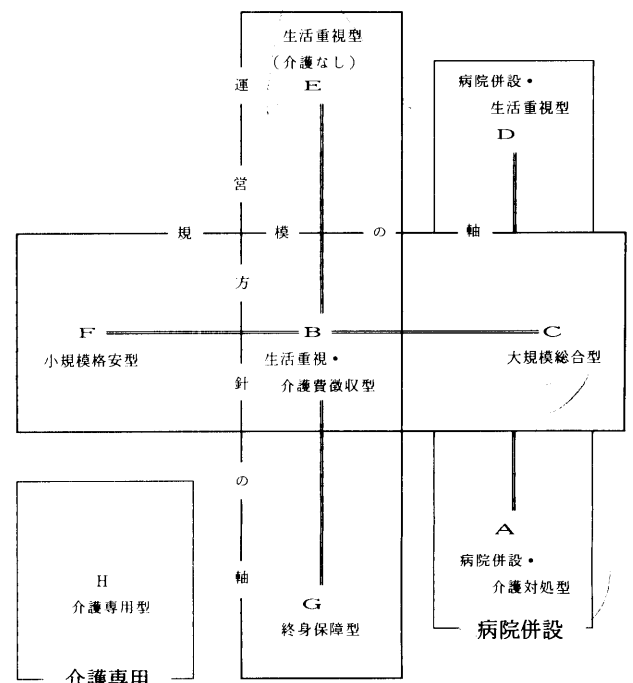 生活重視型
(介護なし)
E
病院併設・
生活重視型
D
運営方針の軸
規模の軸
F
小規模格安型
B
生活重視・
介護費徴収型
C
大規模総合型
A
病院併設・
介護対処型
病院併設
H
介護専用型
介護専用
G
終身保障型